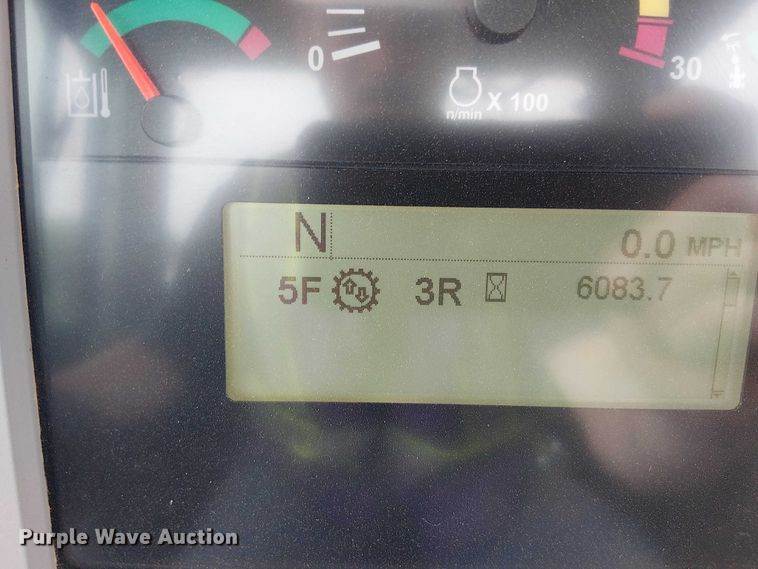 0
30
n/min X 100
N
0.0 MPH
5F 3R 6083.7
Purple Wave Auction